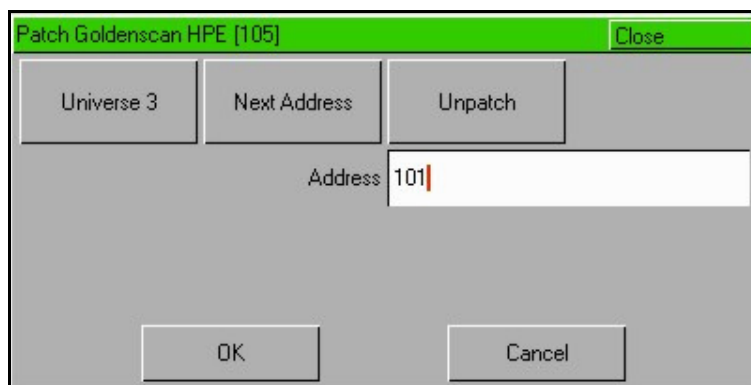 Patch Goldenscan HPE [105] Close
Universe 3 Next Address Unpatch
Address 101
OK Cancel